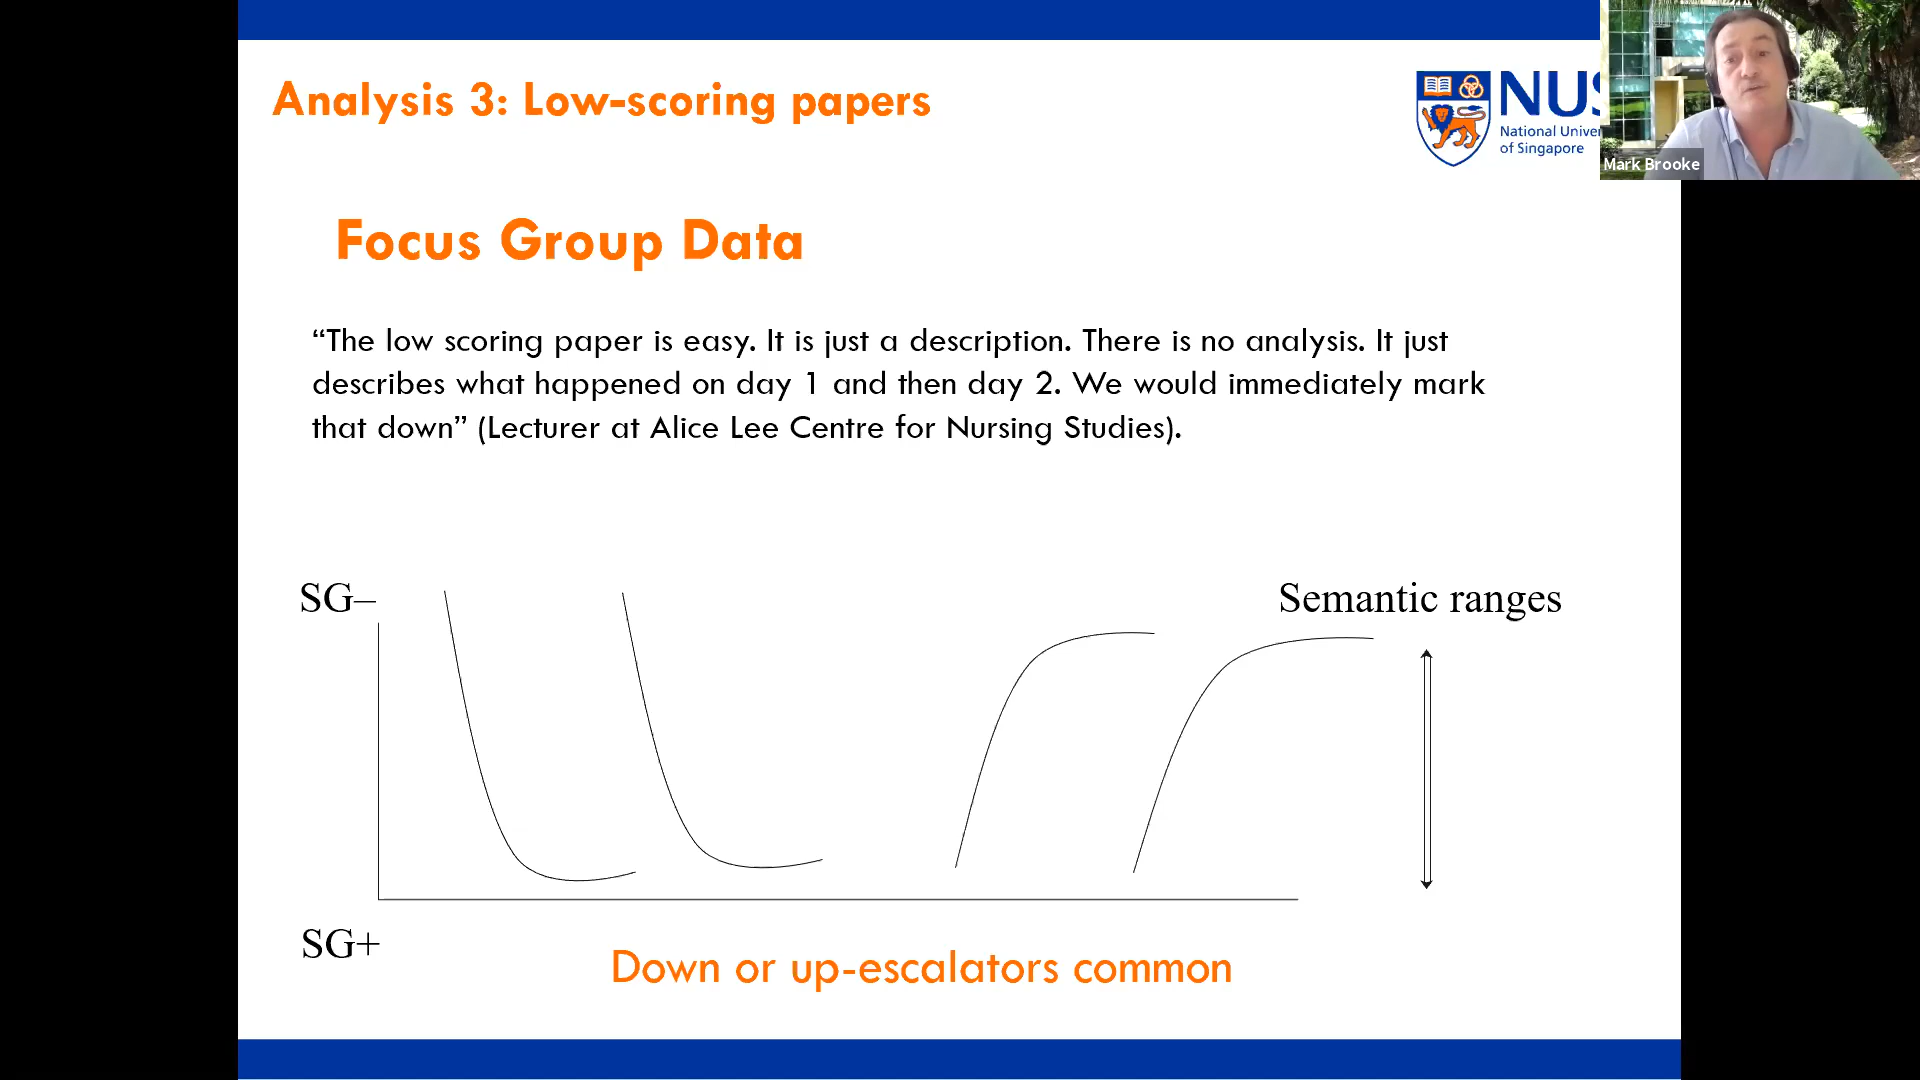 Analysis 3: Low-scoring papers
NUS
National Univer
of Singapore
Mark Brooke
Focus Group Data
“The low scoring paper is easy. It is just a description. There is no analysis. It just
describes what happened on day 1 and then day 2. We would immediately mark
that down” (Lecturer at Alice Lee Centre for Nursing Studies).
SG–
Semantic ranges
SG+
Down or up-escalators common